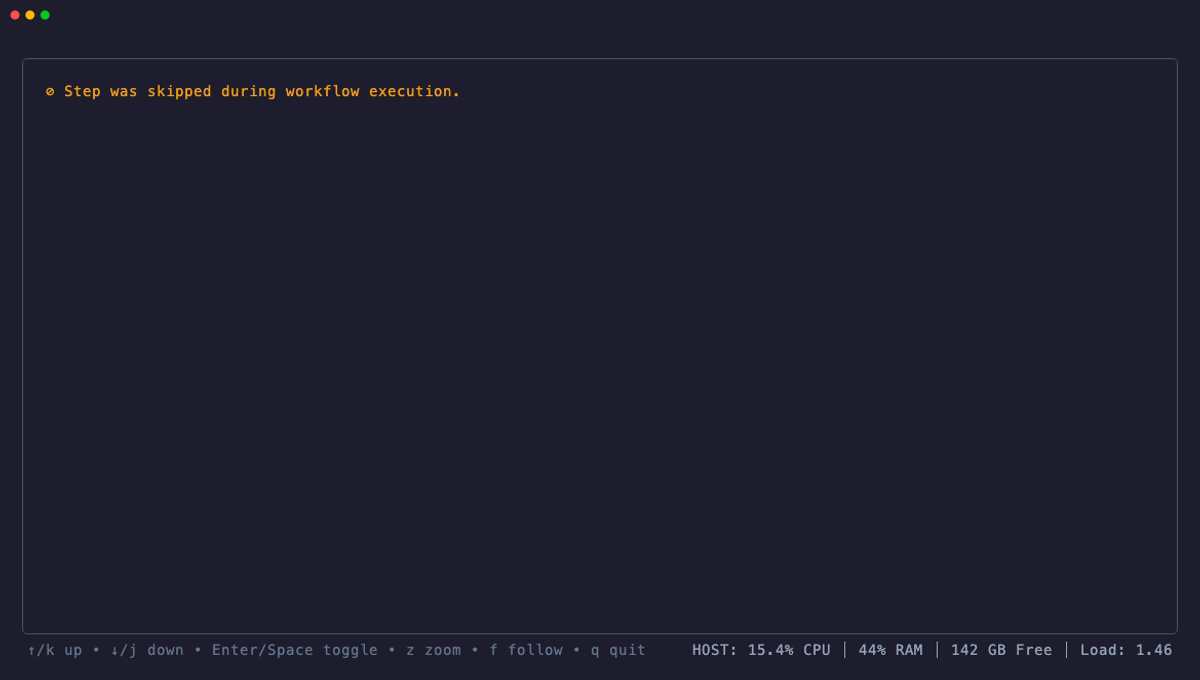 ⊘ Step was skipped during workflow execution.
↑/k up • ↓/j down • Enter/Space toggle • z zoom • f follow • q quit HOST: 15.4% CPU │ 44% RAM │ 142 GB Free │ Load: 1.46